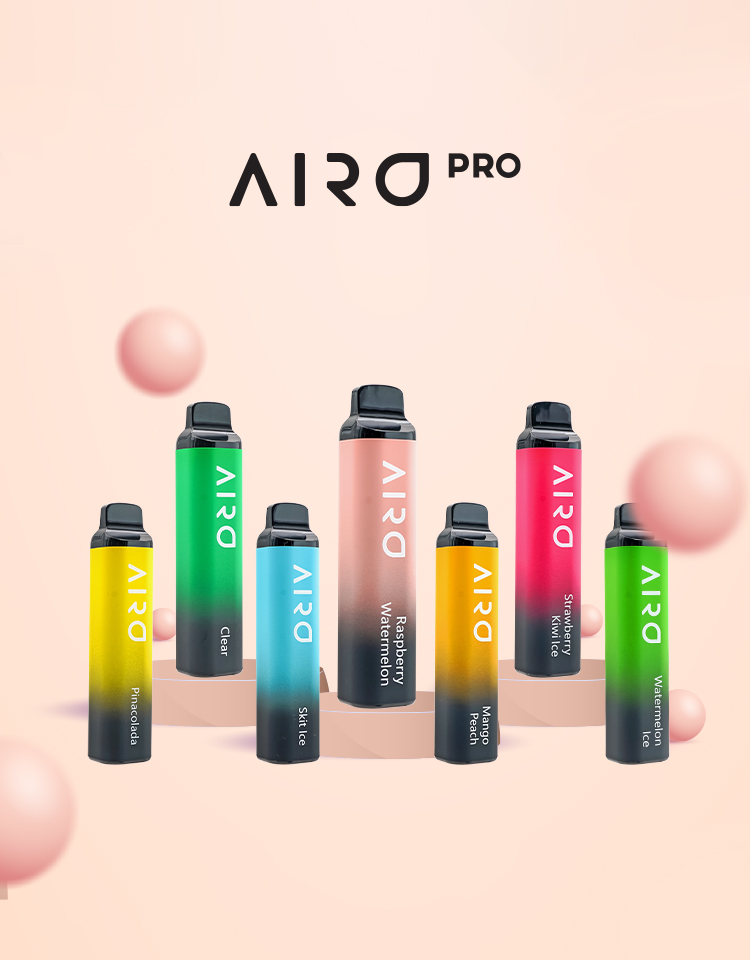 AIRO PRO
AIRO
Pinacolada
AIRO
Clear
AIRO
Skit Ice
AIRO
Raspberry
Watermelon
AIRO
Mango
Peach
AIRO
Strawberry
Kiwi Ice
AIRO
Watermelon
Ice